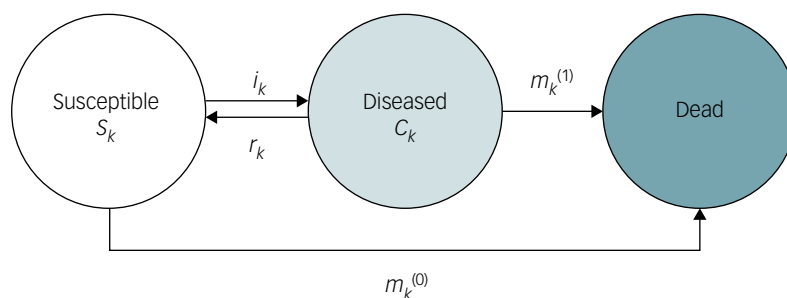 Susceptible
S_k
i_k
r_k
Diseased
C_k
m_k^(1)
Dead
m_k^(0)